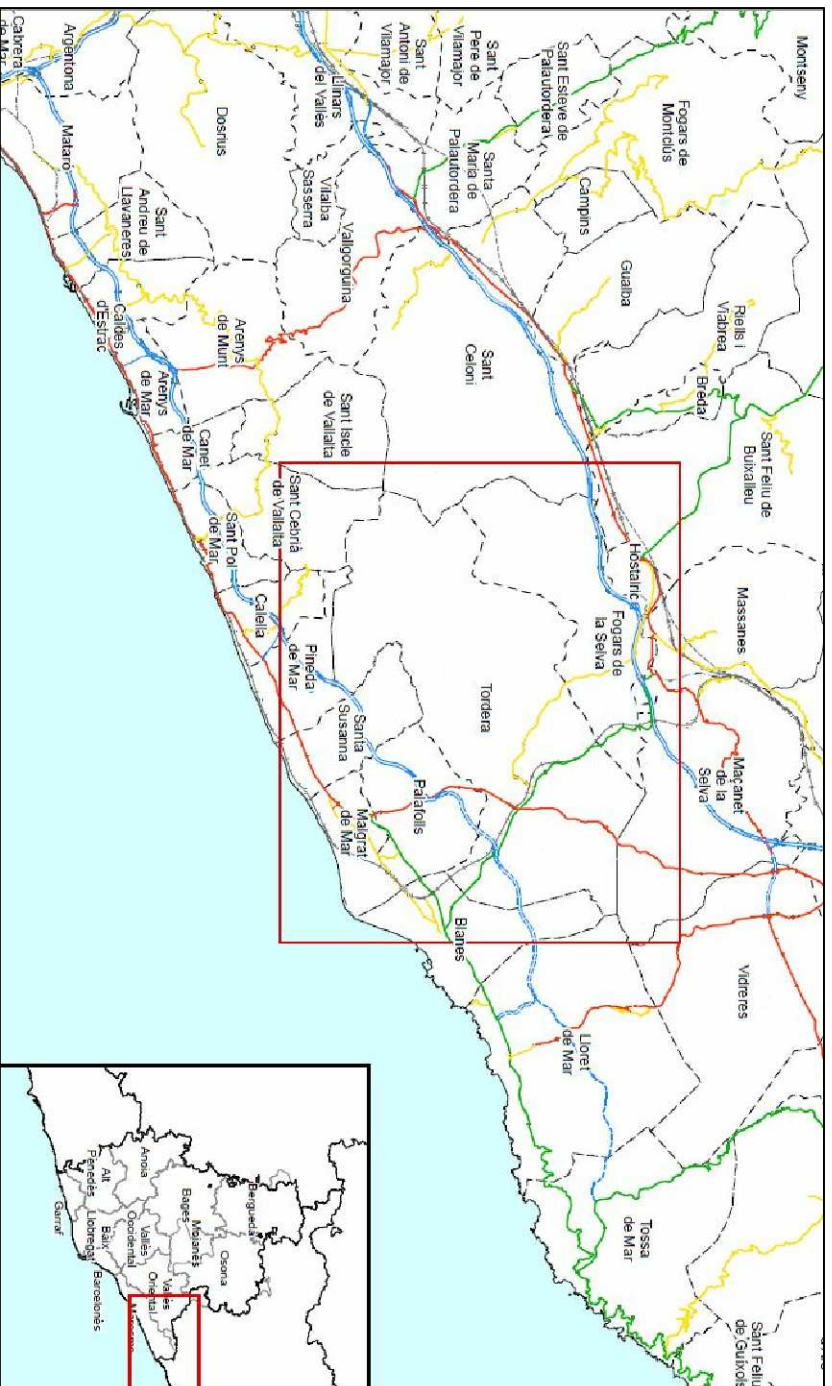 Montseny
Sant Feliu
de Guíxols
Riells i
Viabrea
Sant Feliu de
Buixalleu
Massanes
Vidreres
Maçanet
de la
Selva
Fogars de
Montclús
Breda
Tossa
de Mar
Gualba
Hostalric
Fogars de
la Selva
Campins
Sant Esteve de
Palautordera
Lloret
de Mar
Sant
Pere de
Vilamajor
Santa
Maria de
Palautordera
Sant
Celoni
Tordera
Blanes
Sant
Antoni de
Vilamajor
Palafolls
Llinars
del Vallès
Vilalba
Sasserra
Vallgorguina
Sant Iscle
de Vallalta
Santa
Susanna
Malgrat
de Mar
Sant Cebrià
de Vallalta
Pineda
de Mar
Dosrius
Arenys
de Munt
Sant Pol
de Mar
Calella
Canet
de Mar
Arenys
de Mar
Sant
Andreu de
Llavaneres
Caldes
d'Estrac
Argentona
Mataró
Cabrera
de Mar
Berguedà
Osona
Moianès
Bages
Anoia
Vallès
Occidental
Vallès
Oriental
Maresme
Alt
Penedès
Baix
Llobregat
Barcelonès
Garraf